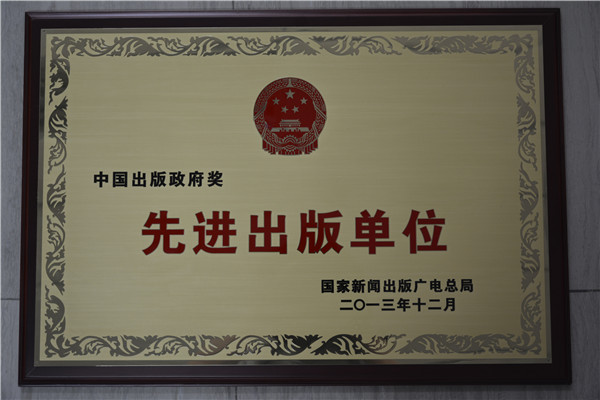 中国出版政府奖
先进出版单位
国家新闻出版广电总局
二〇一三年十二月